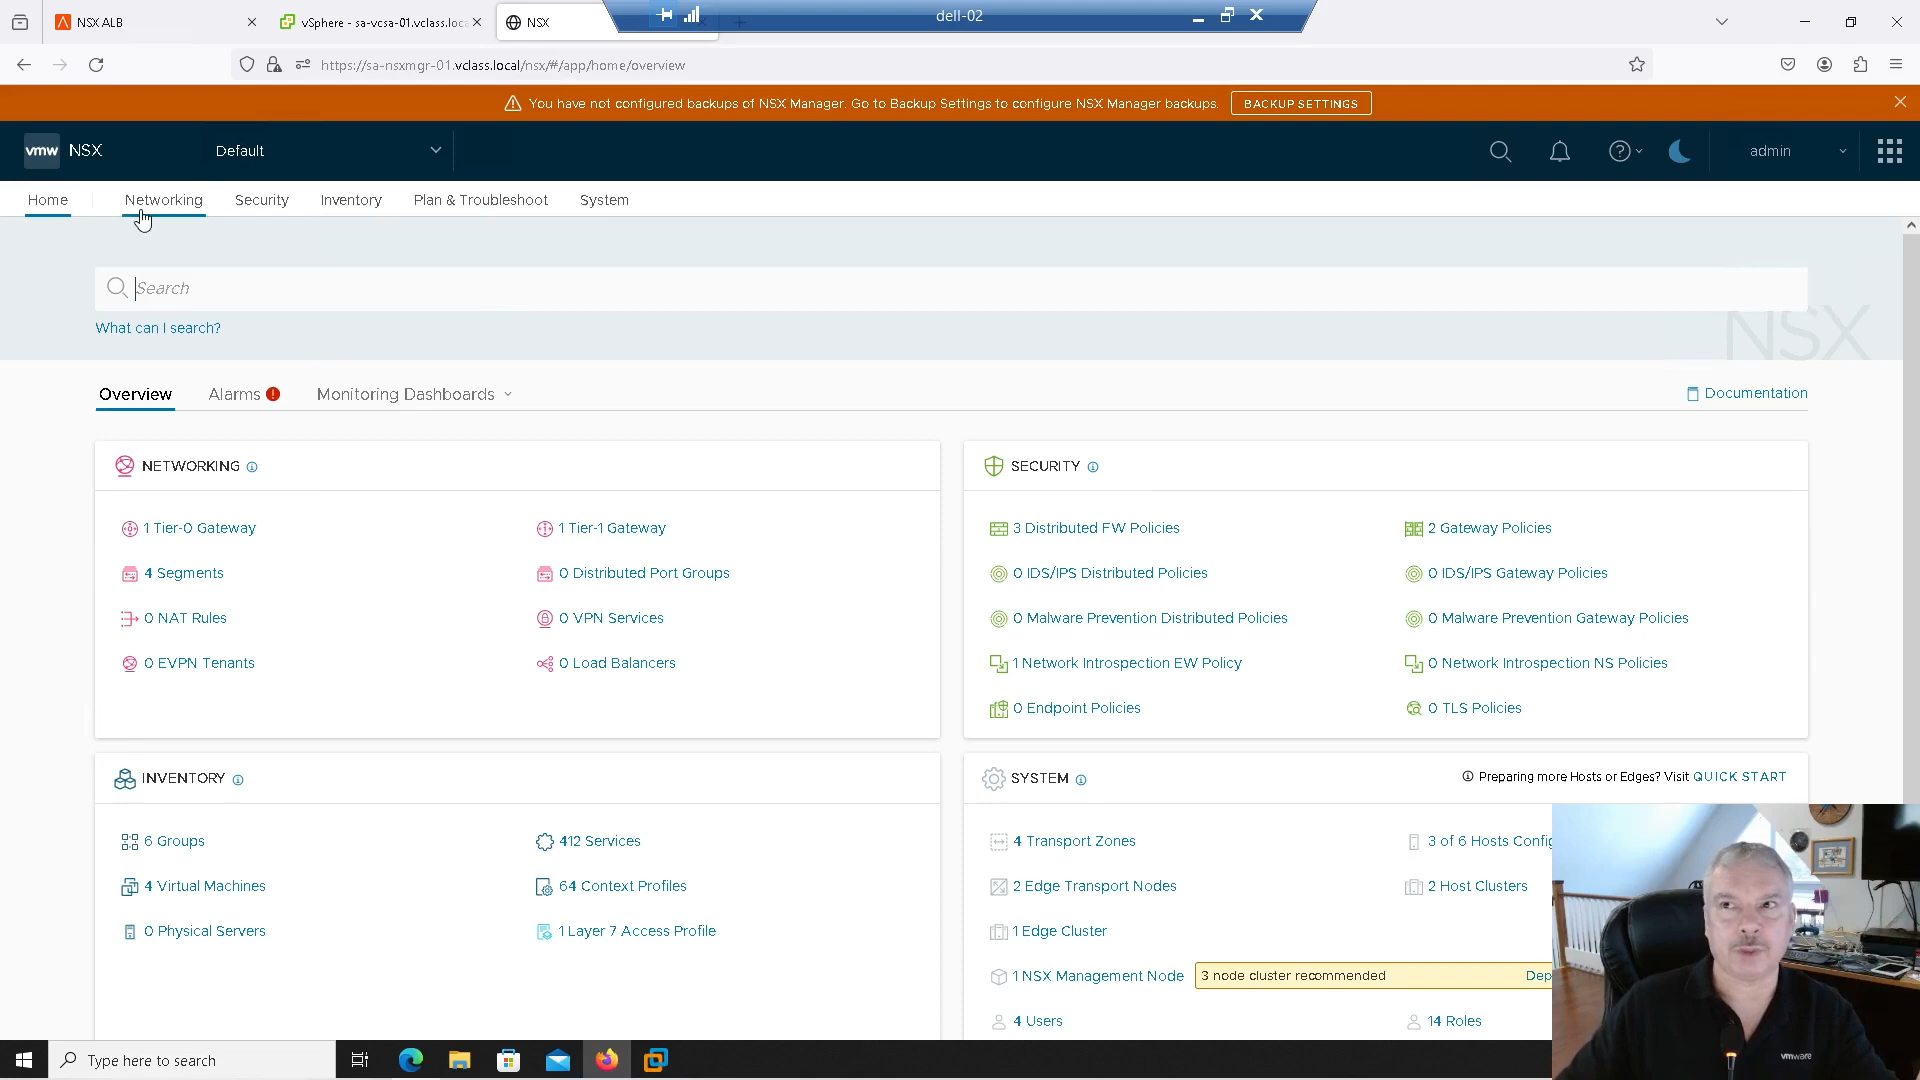 NSX ALB
vSphere - sa-vcsa-01.vclass.loca
NSX
dell-02
https://sa-nsxmgr-01.vclass.local/nsx/#/app/home/overview
You have not configured backups of NSX Manager. Go to Backup Settings to configure NSX Manager backups.
BACKUP SETTINGS
vmw NSX
Default
admin
Home
Networking
Security
Inventory
Plan & Troubleshoot
System
Search
What can I search?
NSX
Overview
Alarms
Monitoring Dashboards
Documentation
NETWORKING
1 Tier-0 Gateway
1 Tier-1 Gateway
4 Segments
0 Distributed Port Groups
0 NAT Rules
0 VPN Services
0 EVPN Tenants
0 Load Balancers
SECURITY
3 Distributed FW Policies
2 Gateway Policies
0 IDS/IPS Distributed Policies
0 IDS/IPS Gateway Policies
0 Malware Prevention Distributed Policies
0 Malware Prevention Gateway Policies
1 Network Introspection EW Policy
0 Network Introspection NS Policies
0 Endpoint Policies
0 TLS Policies
INVENTORY
6 Groups
412 Services
4 Virtual Machines
64 Context Profiles
0 Physical Servers
1 Layer 7 Access Profile
SYSTEM
Preparing more Hosts or Edges? Visit QUICK START
4 Transport Zones
3 of 6 Hosts Config
2 Edge Transport Nodes
2 Host Clusters
1 Edge Cluster
1 NSX Management Node
3 node cluster recommended
Dep
4 Users
14 Roles
vmware
Type here to search